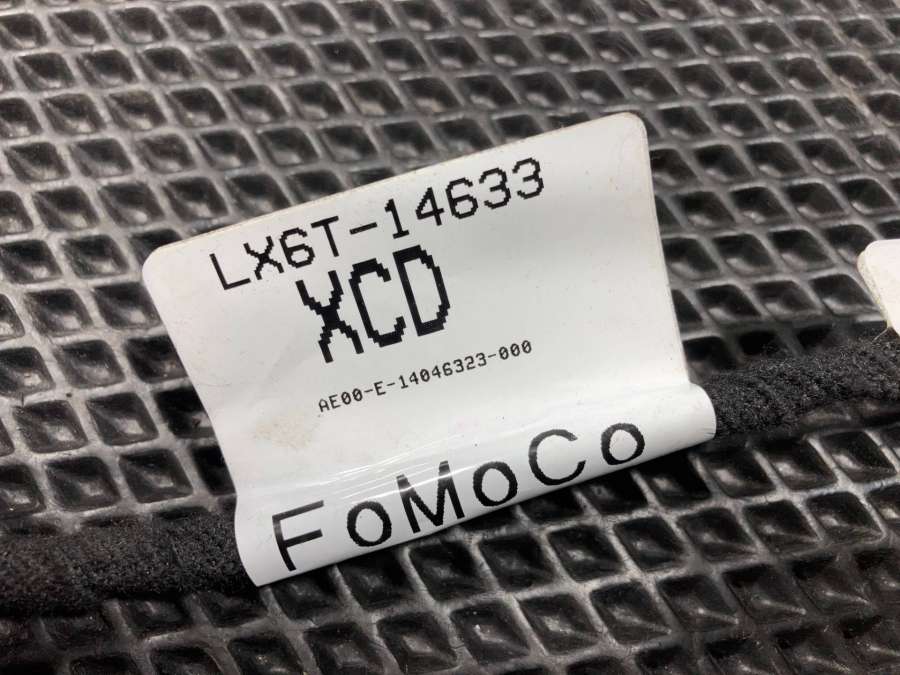 LX6T-14633
XCD
AE00-E-14046323-000
FoMoCo